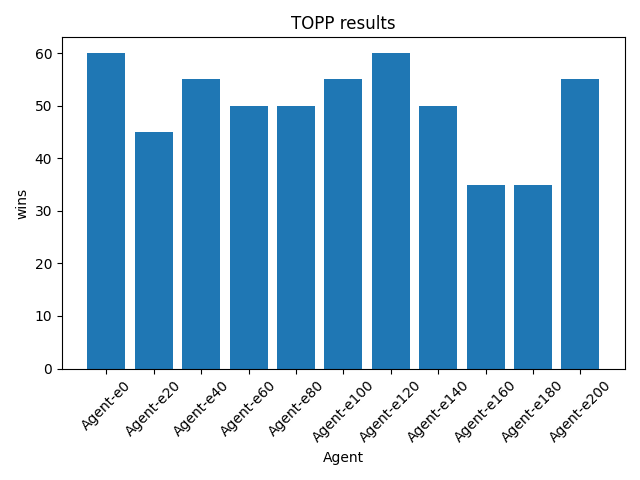 TOPP results
wins
60
50
40
30
20
10
0
Agent-e0
Agent-e20
Agent-e40
Agent-e60
Agent-e80
Agent-e100
Agent-e120
Agent-e140
Agent-e160
Agent-e180
Agent-e200
Agent